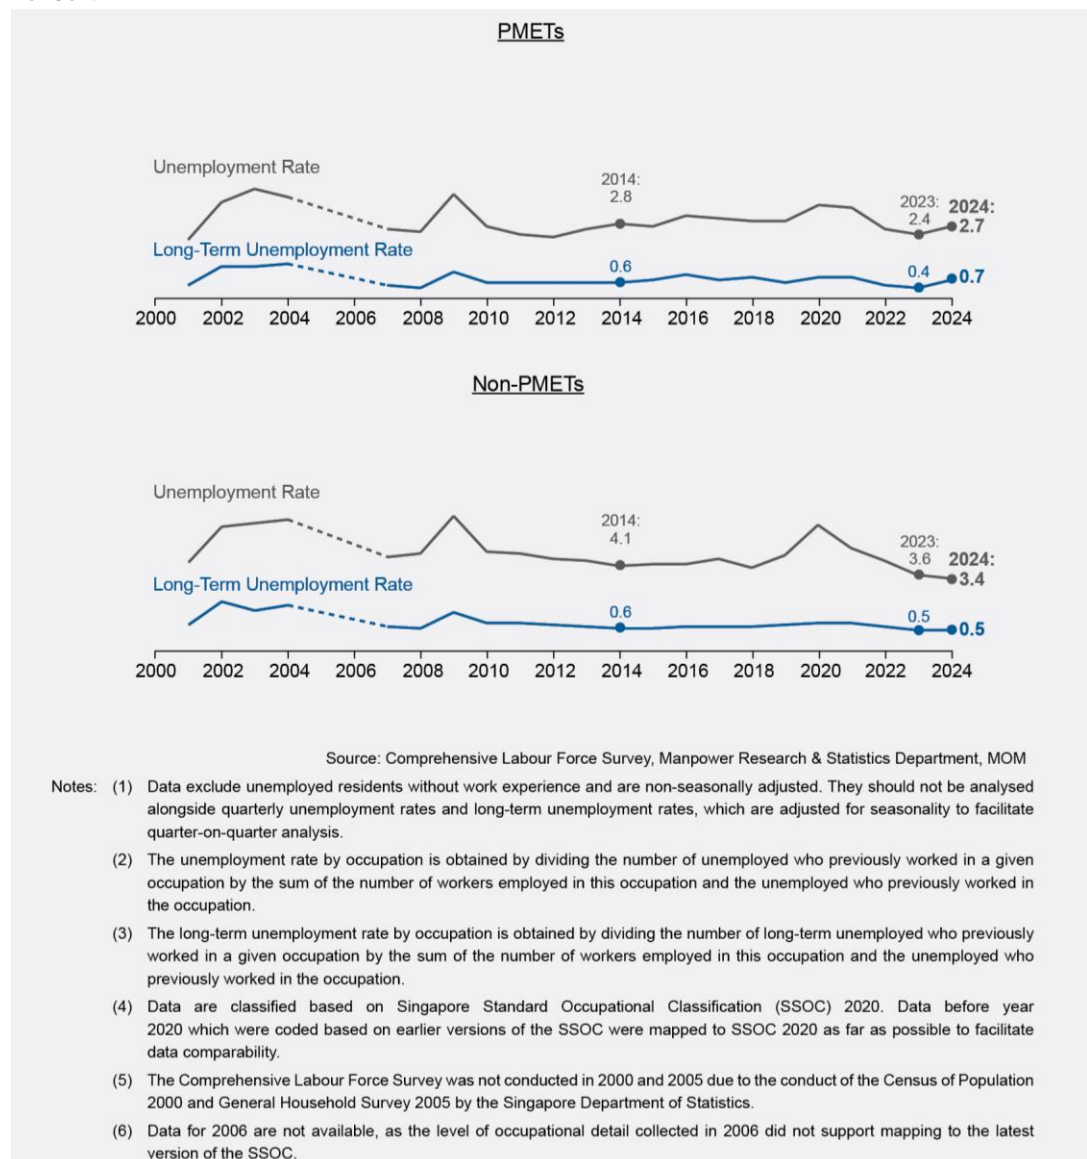 PMETs
Unemployment Rate
2014:
2.8
2023:
2.4
2024:
2.7
Long-Term Unemployment Rate
0.6
0.4
0.7
2000 2002 2004 2006 2008 2010 2012 2014 2016 2018 2020 2022 2024
Non-PMETs
Unemployment Rate
2014:
4.1
2023:
3.6
2024:
3.4
Long-Term Unemployment Rate
0.6
0.5
0.5
2000 2002 2004 2006 2008 2010 2012 2014 2016 2018 2020 2022 2024
Source: Comprehensive Labour Force Survey, Manpower Research & Statistics Department, MOM
Notes: (1) Data exclude unemployed residents without work experience and are non-seasonally adjusted. They should not be analysed
alongside quarterly unemployment rates and long-term unemployment rates, which are adjusted for seasonality to facilitate
quarter-on-quarter analysis.
(2) The unemployment rate by occupation is obtained by dividing the number of unemployed who previously worked in a given
occupation by the sum of the number of workers employed in this occupation and the unemployed who previously worked in
the occupation.
(3) The long-term unemployment rate by occupation is obtained by dividing the number of long-term unemployed who previously
worked in a given occupation by the sum of the number of workers employed in this occupation and the unemployed who
previously worked in the occupation.
(4) Data are classified based on Singapore Standard Occupational Classification (SSOC) 2020. Data before year
2020 which were coded based on earlier versions of the SSOC were mapped to SSOC 2020 as far as possible to facilitate
data comparability.
(5) The Comprehensive Labour Force Survey was not conducted in 2000 and 2005 due to the conduct of the Census of Population
2000 and General Household Survey 2005 by the Singapore Department of Statistics.
(6) Data for 2006 are not available, as the level of occupational detail collected in 2006 did not support mapping to the latest
version of the SSOC.